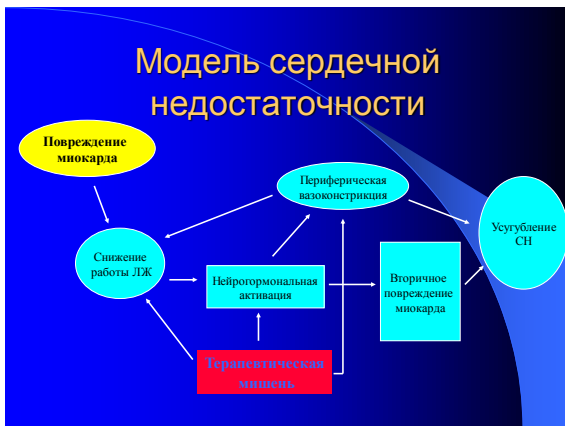 Модель сердечной
недостаточности
Повреждение
миокарда
Периферическая
вазоконстрикция
Усугубление
СН
Снижение
работы ЛЖ
Нейрогормональная
активация
Вторичное
повреждение
миокарда
Терапевтическая
мишень